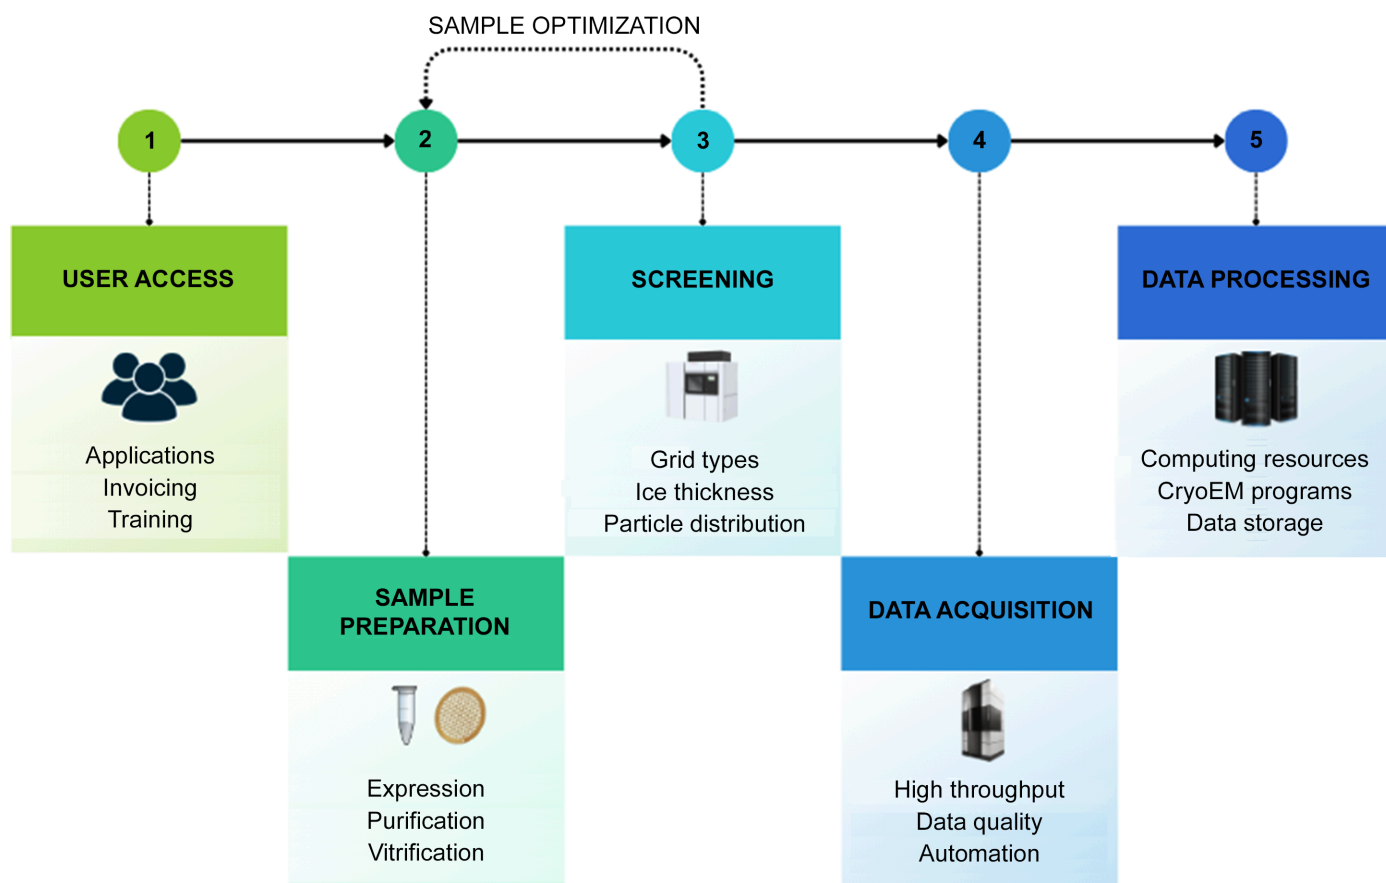 SAMPLE OPTIMIZATION
1
2
3
4
5
USER ACCESS
Applications
Invoicing
Training
SAMPLE
PREPARATION
Expression
Purification
Vitrification
SCREENING
Grid types
Ice thickness
Particle distribution
DATA ACQUISITION
High throughput
Data quality
Automation
DATA PROCESSING
Computing resources
CryoEM programs
Data storage